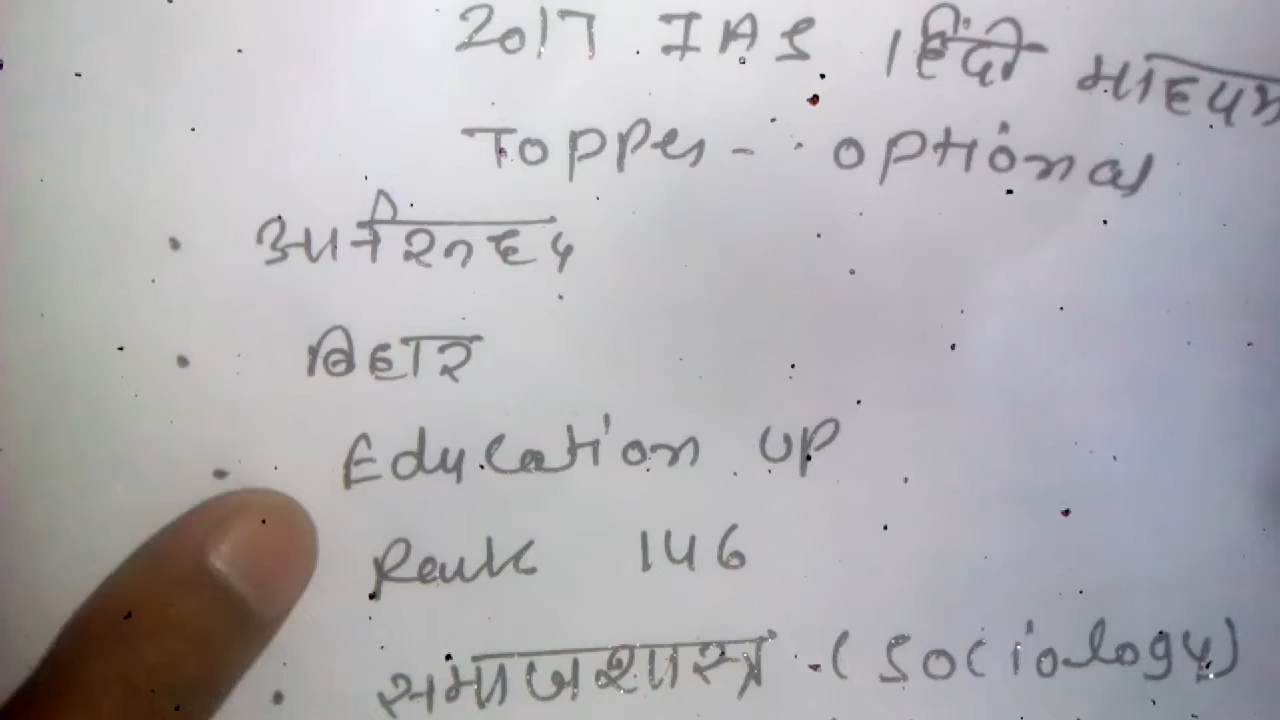 2017 IAS हिंदी माध्यम
Topper - optional
अनिरुद्ध
बिहार
Education UP
Rank 146
समाजशास्त्र - (Sociology)